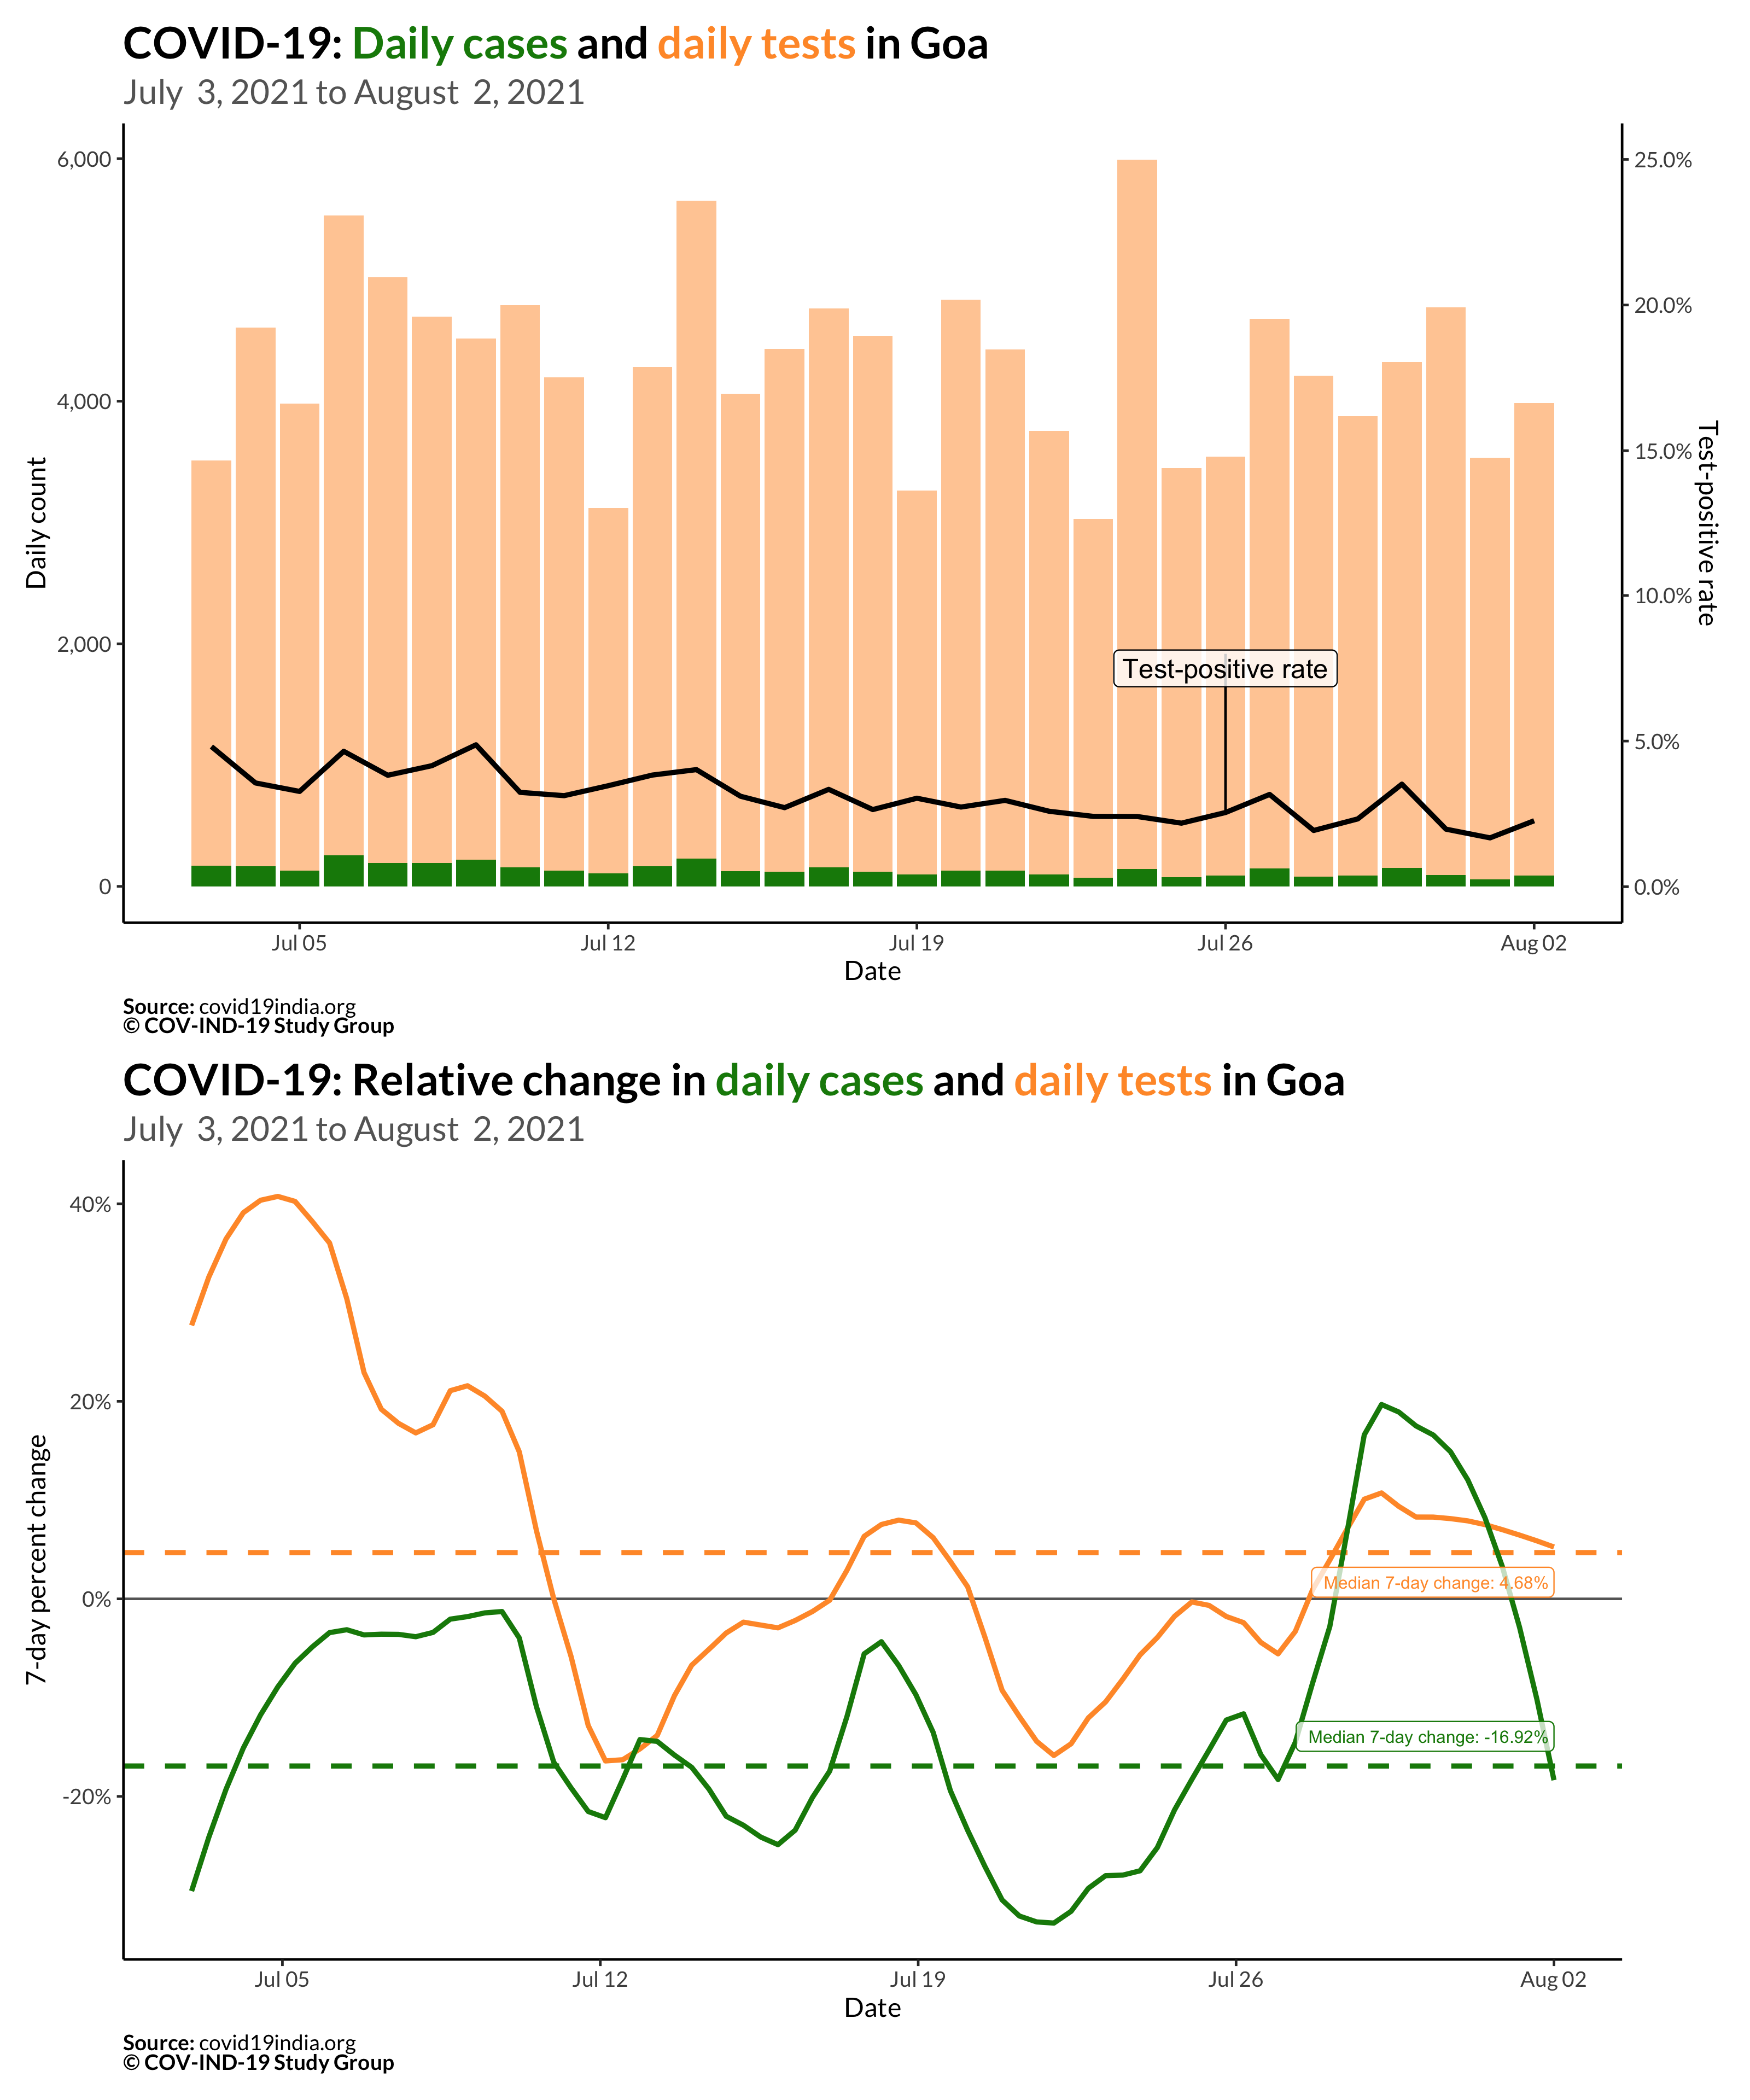 COVID-19: Daily cases and daily tests in Goa
July 3, 2021 to August 2, 2021
6,000
4,000
2,000
0
Daily count
25.0%
20.0%
15.0%
10.0%
5.0%
0.0%
Test-positive rate
Test-positive rate
Jul 05
Jul 12
Jul 19
Jul 26
Aug 02
Date
Source: covid19india.org
© COV-IND-19 Study Group
COVID-19: Relative change in daily cases and daily tests in Goa
July 3, 2021 to August 2, 2021
40%
20%
0%
-20%
7-day percent change
Median 7-day change: 4.68%
Median 7-day change: -16.92%
Jul 05
Jul 12
Jul 19
Jul 26
Aug 02
Date
Source: covid19india.org
© COV-IND-19 Study Group